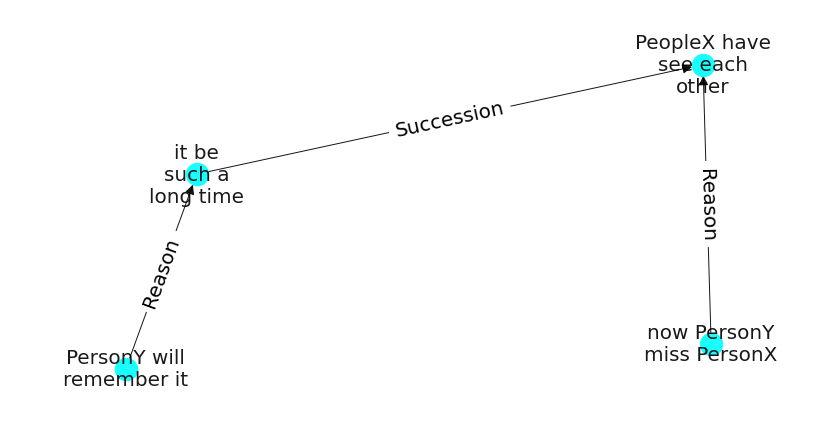 PeopleX have
see each
other
Succession
it be
such a
long time
Reason
Reason
now PersonY
miss PersonX
PersonY will
remember it